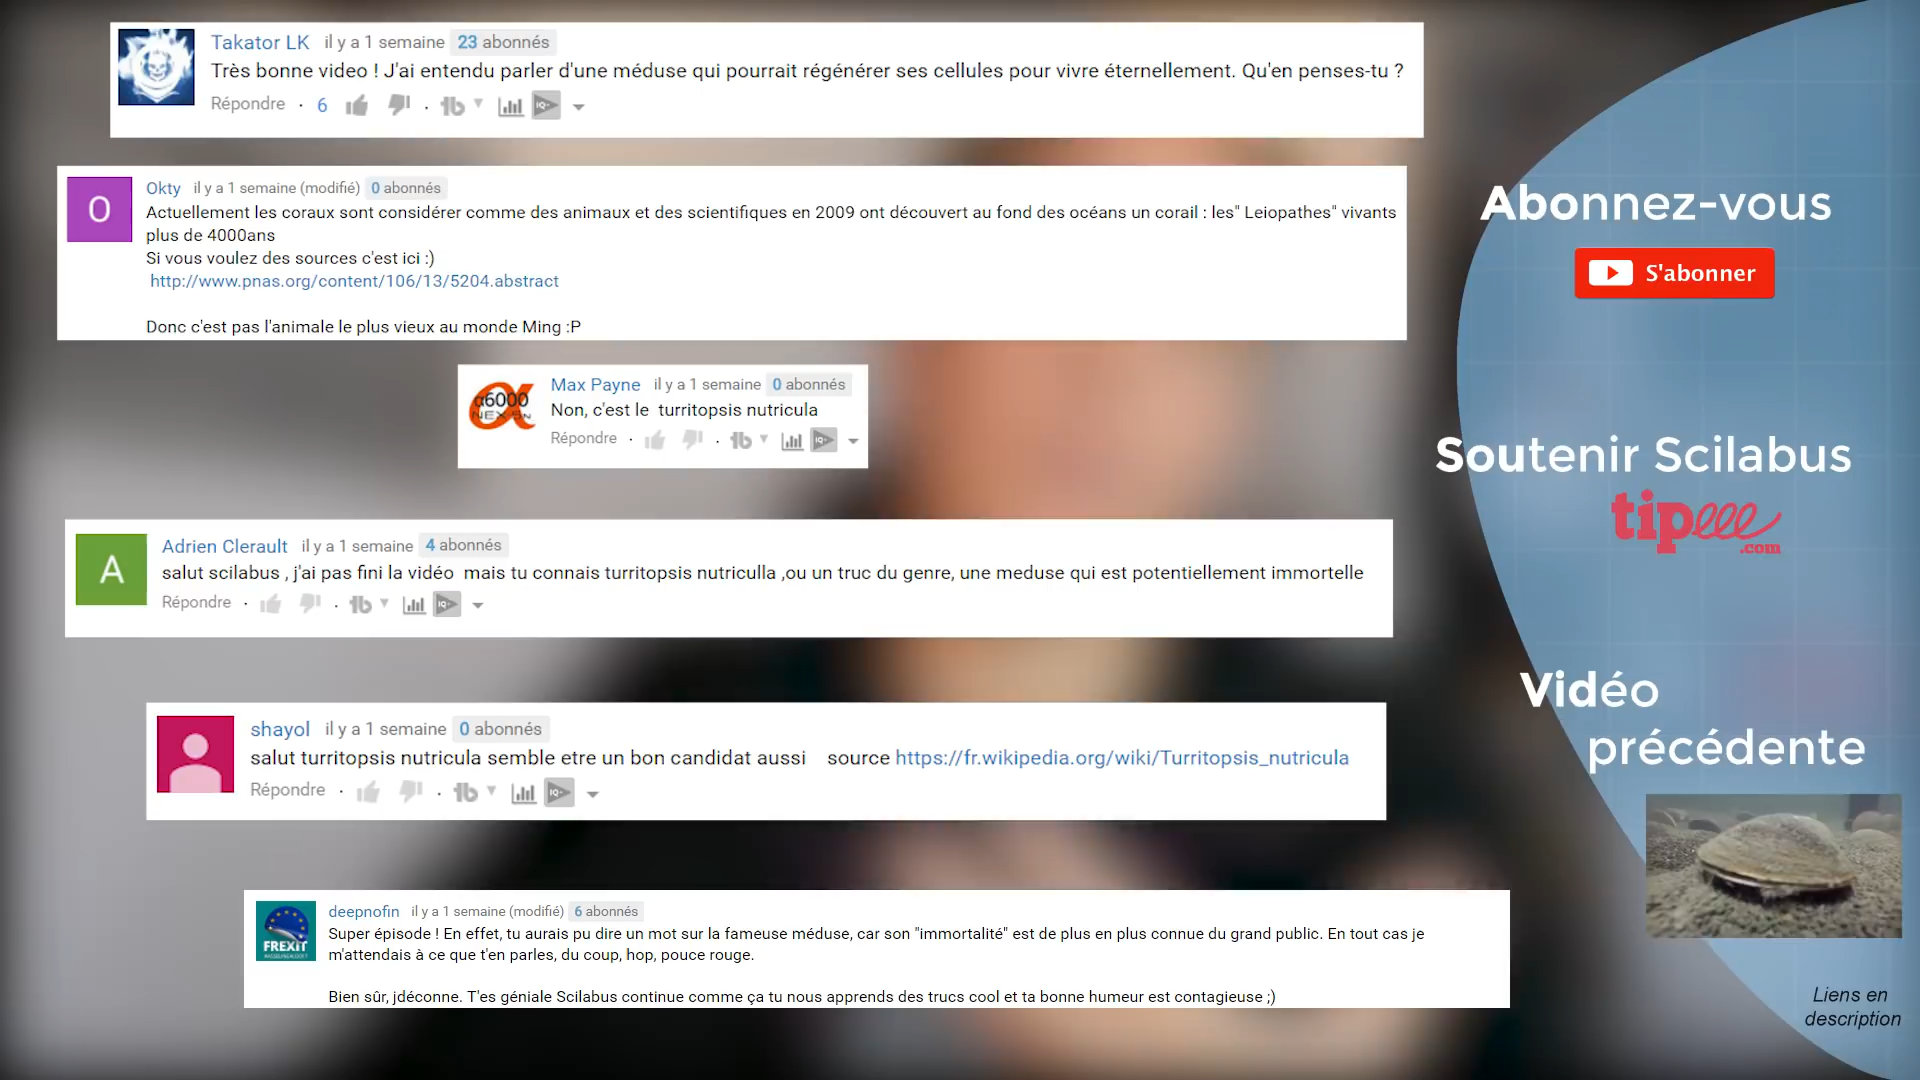 Takator LK il y a 1 semaine 23 abonnés
Très bonne video ! J'ai entendu parler d'une méduse qui pourrait régénérer ses cellules pour vivre éternellement. Qu'en penses-tu ?
Répondre · 6
O
Okty il y a 1 semaine (modifié) 0 abonnés
Actuellement les coraux sont considérer comme des animaux et des scientifiques en 2009 ont découvert au fond des océans un corail : les" Leiopathes" vivants
plus de 4000ans
Si vous voulez des sources c'est ici :)
http://www.pnas.org/content/106/13/5204.abstract
Donc c'est pas l'animale le plus vieux au monde Ming :P
α6000
Max Payne il y a 1 semaine 0 abonnés
Non, c'est le turritopsis nutricula
Répondre ·
A
Adrien Clerault il y a 1 semaine 4 abonnés
salut scilabus , j'ai pas fini la vidéo mais tu connais turritopsis nutriculla ,ou un truc du genre, une meduse qui est potentiellement immortelle
Répondre ·
shayol il y a 1 semaine 0 abonnés
salut turritopsis nutricula semble etre un bon candidat aussi source https://fr.wikipedia.org/wiki/Turritopsis_nutricula
Répondre ·
FREXIT
deepnofin il y a 1 semaine (modifié) 6 abonnés
Super épisode ! En effet, tu aurais pu dire un mot sur la fameuse méduse, car son "immortalité" est de plus en plus connue du grand public. En tout cas je
m'attendais à ce que t'en parles, du coup, hop, pouce rouge.
Bien sûr, jdéconne. T'es géniale Scilabus continue comme ça tu nous apprends des trucs cool et ta bonne humeur est contagieuse ;)
Abonnez-vous
S'abonner
Soutenir Scilabus
tipeee
.com
Vidéo
précédente
Liens en
description